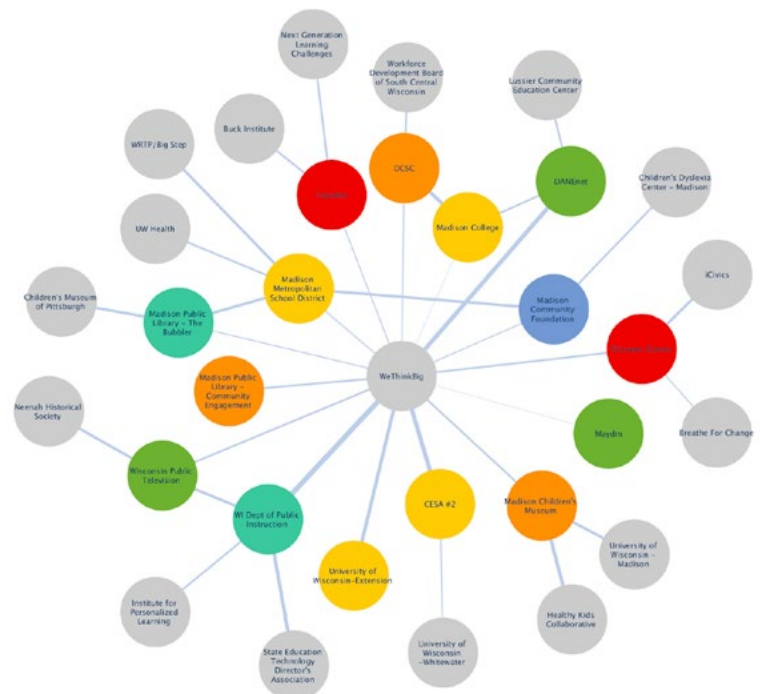 Next Generation
Learning
Challenges
Workforce
Development Board
of South Central
Wisconsin
Lussier Community
Education Center
Buck Institute
WRTP/Big Step
DCSC
DANEnet
Children's Dyslexia
Center - Madison
UW Health
Madison College
iCivics
Madison
Metropolitan
School District
Children's Museum
of Pittsburgh
Madison Public
Library - The
Bubbler
Madison
Community
Foundation
WeThinkBig
Madison Public
Library -
Community
Engagement
Neenah Historical
Society
Maydm
Breathe For Change
Wisconsin Public
Television
WI Dept of Public
Instruction
CESA #2
Madison Children's
Museum
University of
Wisconsin -
Madison
University of
Wisconsin-Extension
Institute for
Personalized
Learning
Healthy Kids
Collaborative
State Education
Technology
Director's
Association
University of
Wisconsin
-Whitewater